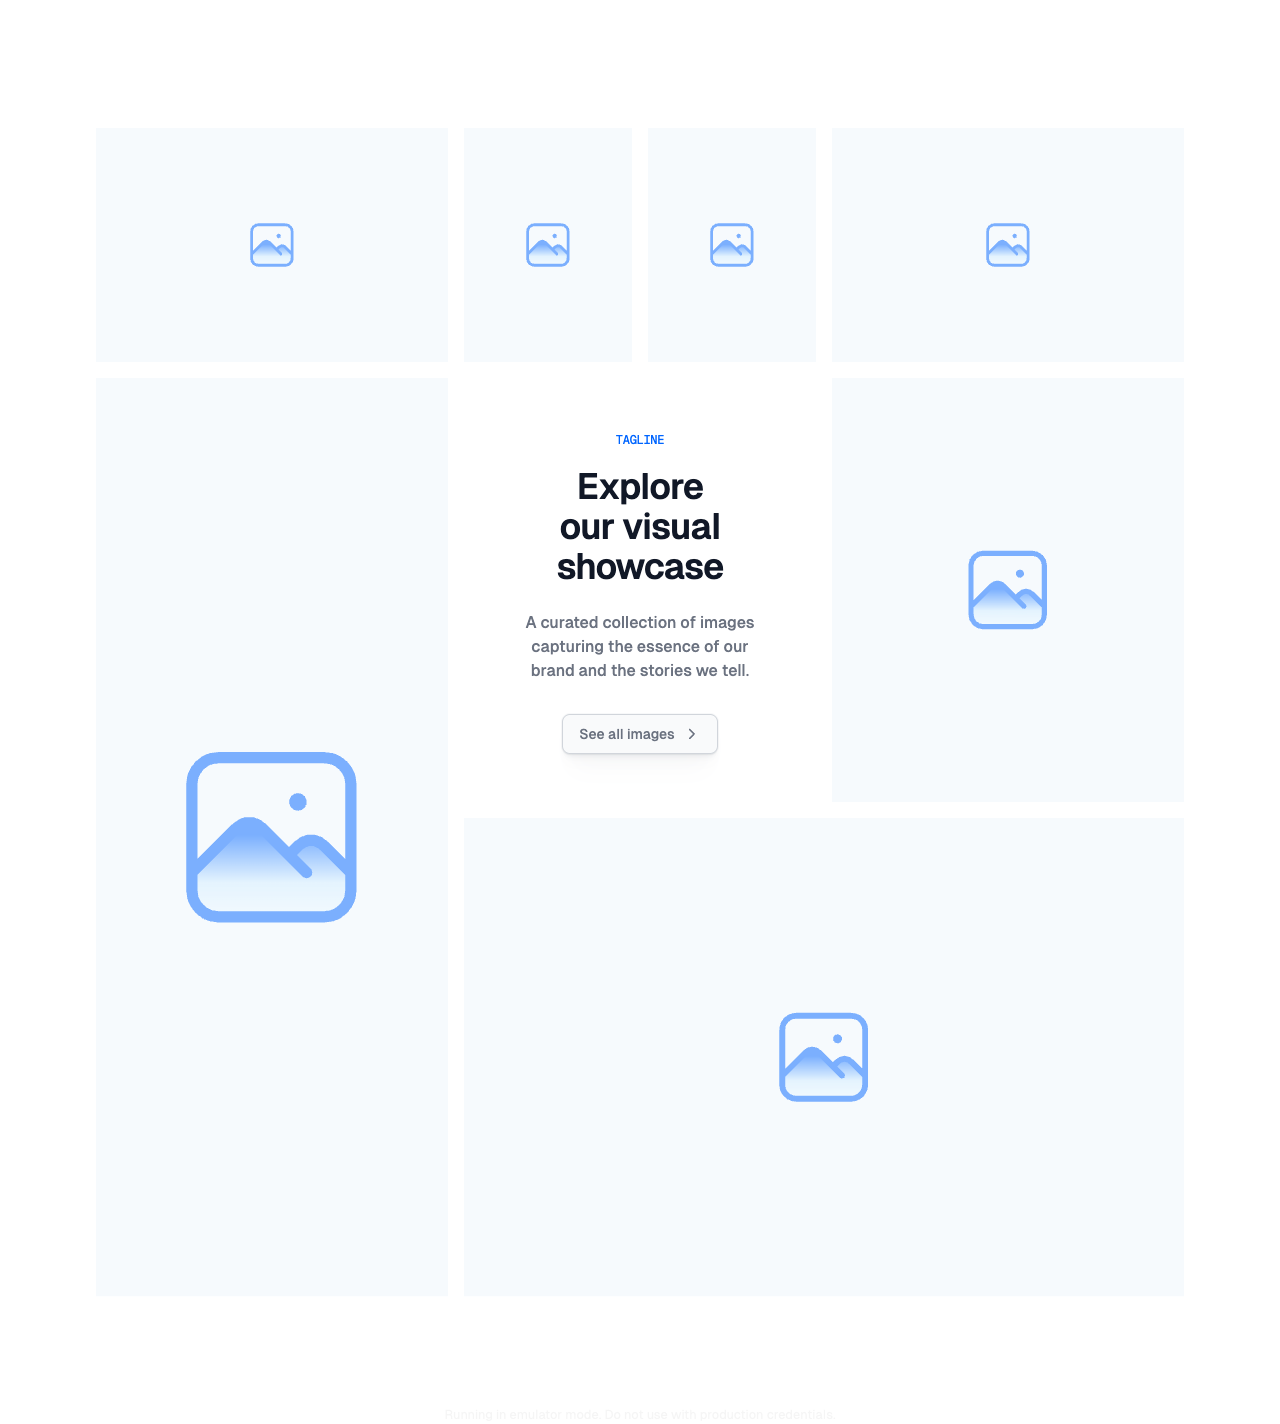 TAGLINE
Explore
our visual
showcase
A curated collection of images
capturing the essence of our
brand and the stories we tell.
See all images
Running in emulator mode. Do not use with production credentials.